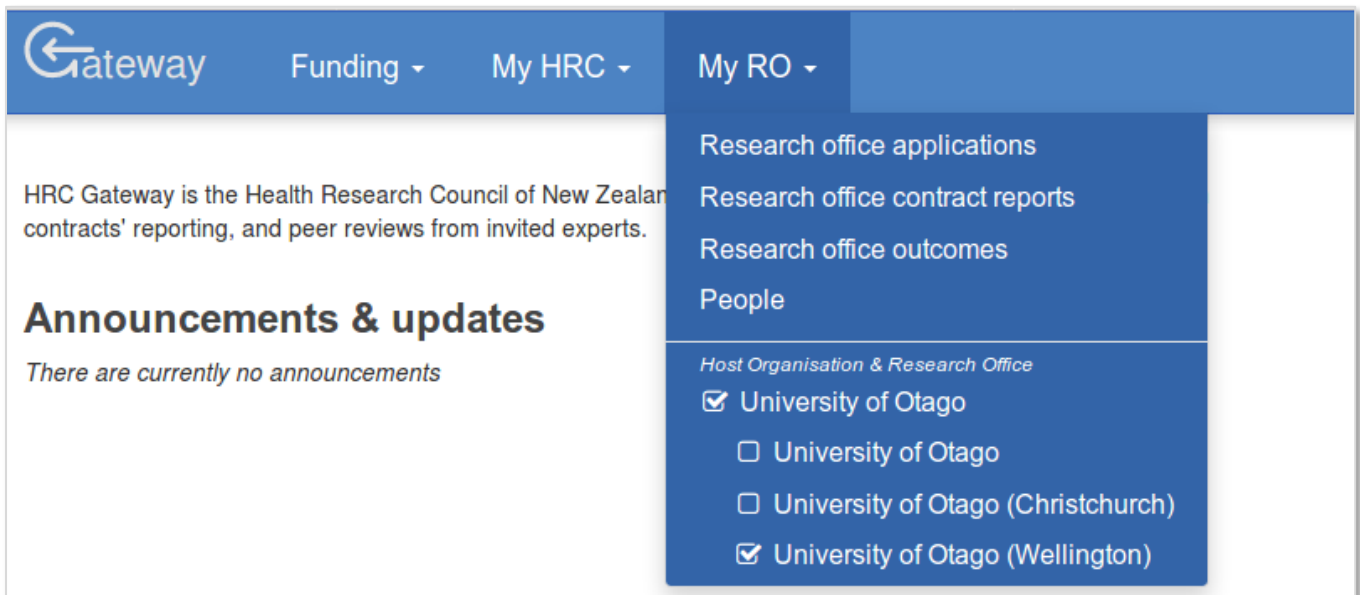 Gateway
Funding
My HRC
My RO
Research office applications
Research office contract reports
Research office outcomes
People
Host Organisation & Research Office
University of Otago
University of Otago
University of Otago (Christchurch)
University of Otago (Wellington)
HRC Gateway is the Health Research Council of New Zealan
contracts' reporting, and peer reviews from invited experts.
Announcements & updates
There are currently no announcements